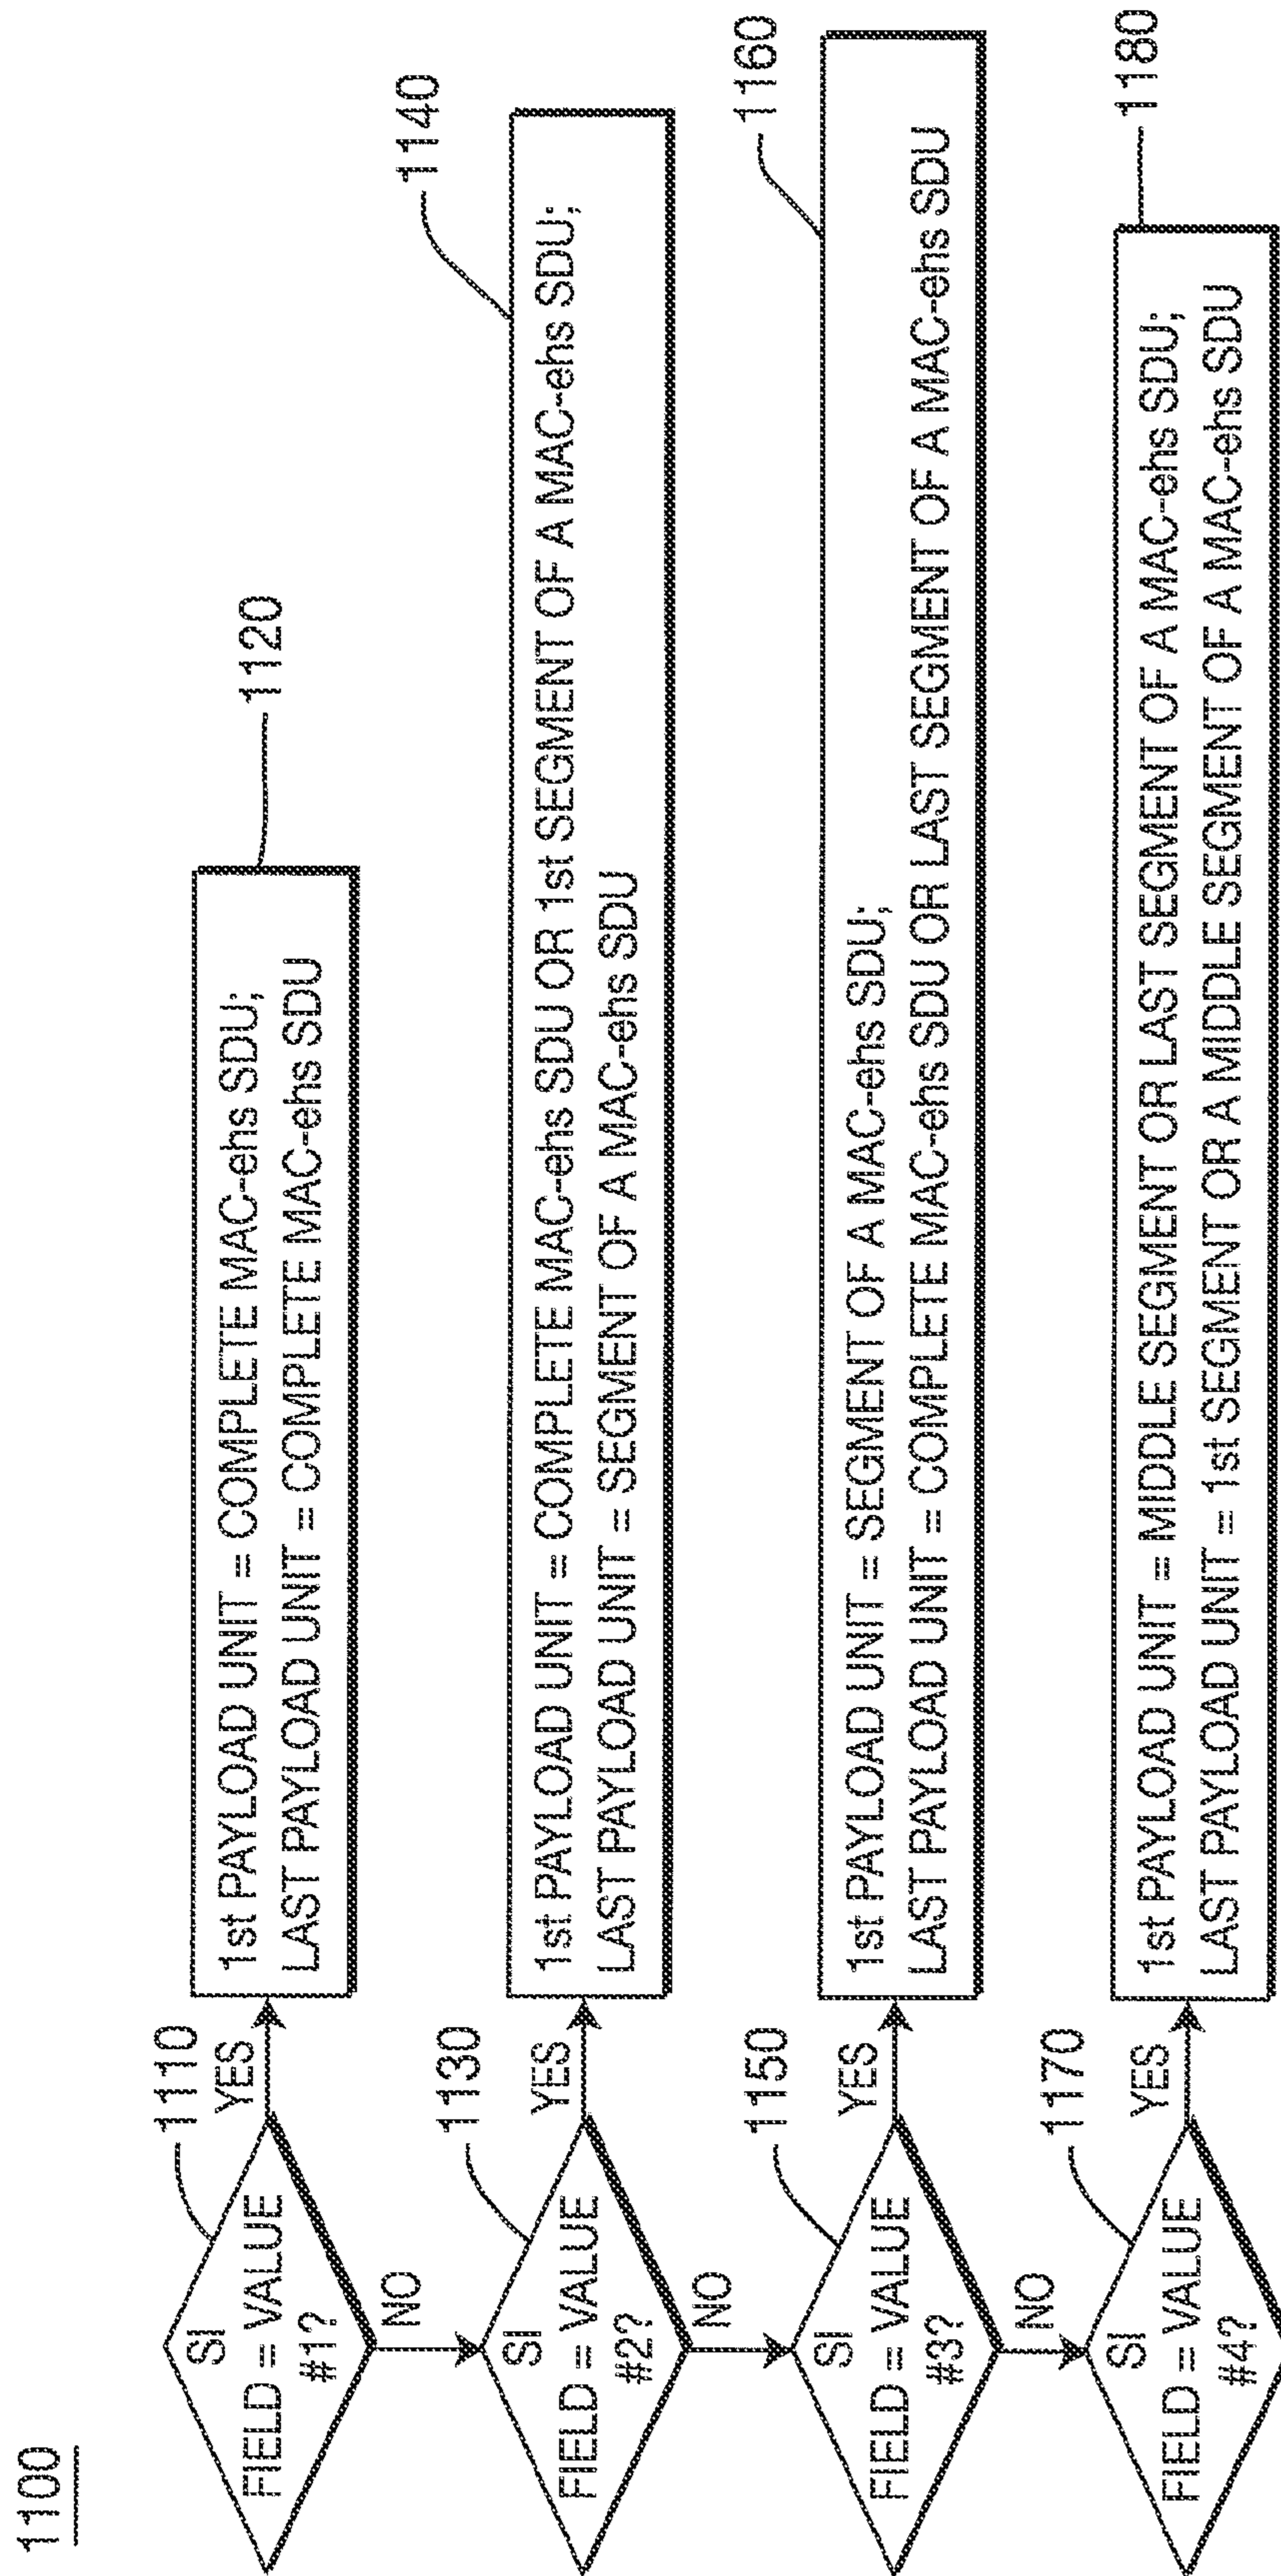 1100
SI
FIELD = VALUE
#1?
1110
YES
NO
1st PAYLOAD UNIT = COMPLETE MAC-ehs SDU;
LAST PAYLOAD UNIT = COMPLETE MAC-ehs SDU
1120
SI
FIELD = VALUE
#2?
1130
YES
NO
1st PAYLOAD UNIT = COMPLETE MAC-ehs SDU OR 1st SEGMENT OF A MAC-ehs SDU;
LAST PAYLOAD UNIT = SEGMENT OF A MAC-ehs SDU
1140
SI
FIELD = VALUE
#3?
1150
YES
NO
1st PAYLOAD UNIT = SEGMENT OF A MAC-ehs SDU;
LAST PAYLOAD UNIT = COMPLETE MAC-ehs SDU OR LAST SEGMENT OF A MAC-ehs SDU
1160
SI
FIELD = VALUE
#4?
1170
YES
1st PAYLOAD UNIT = MIDDLE SEGMENT OR LAST SEGMENT OF A MAC-ehs SDU;
LAST PAYLOAD UNIT = 1st SEGMENT OR A MIDDLE SEGMENT OF A MAC-ehs SDU
1180